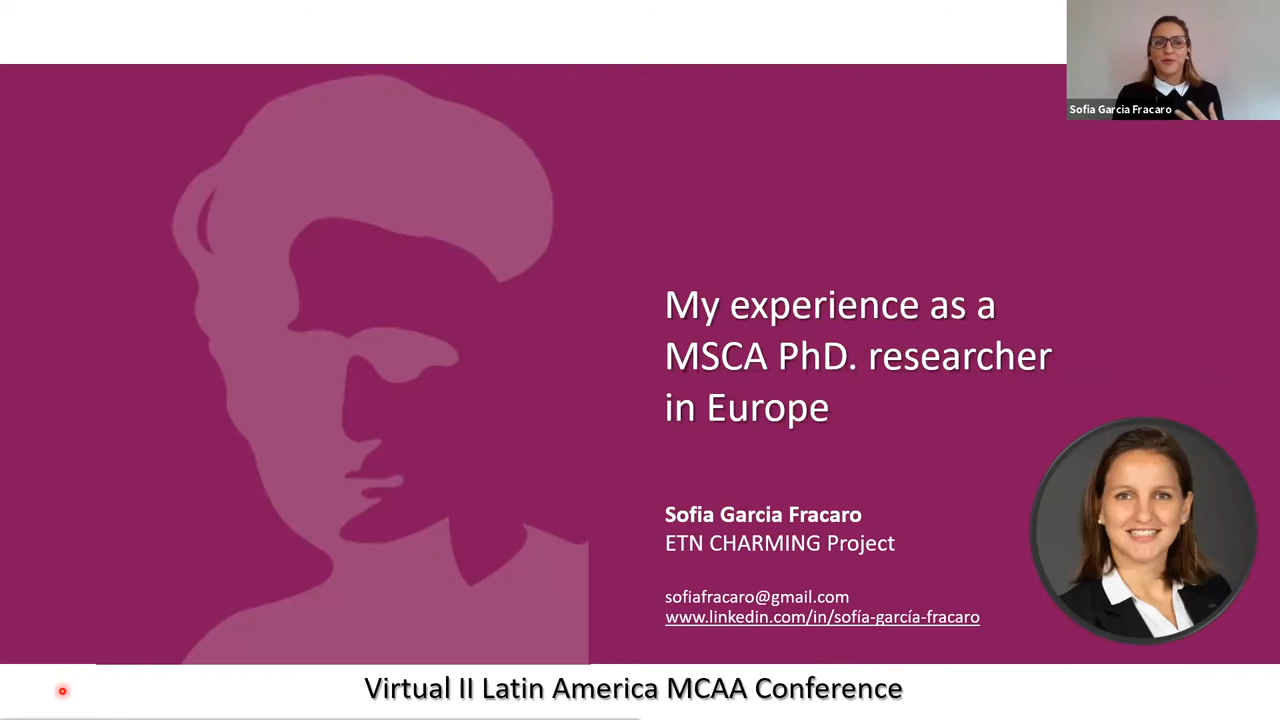 Sofia Garcia Fracaro
My experience as a
MSCA PhD. researcher
in Europe
Sofia Garcia Fracaro
ETN CHARMING Project
sofiafracaro@gmail.com
www.linkedin.com/in/sofía-garcía-fracaro
Virtual II Latin America MCAA Conference